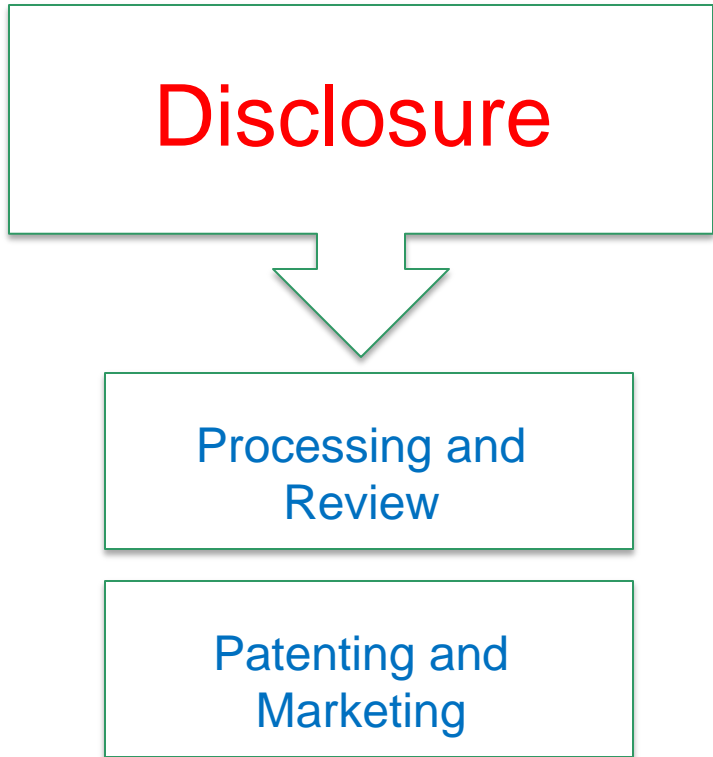 Disclosure
Processing and
Review
Patenting and
Marketing